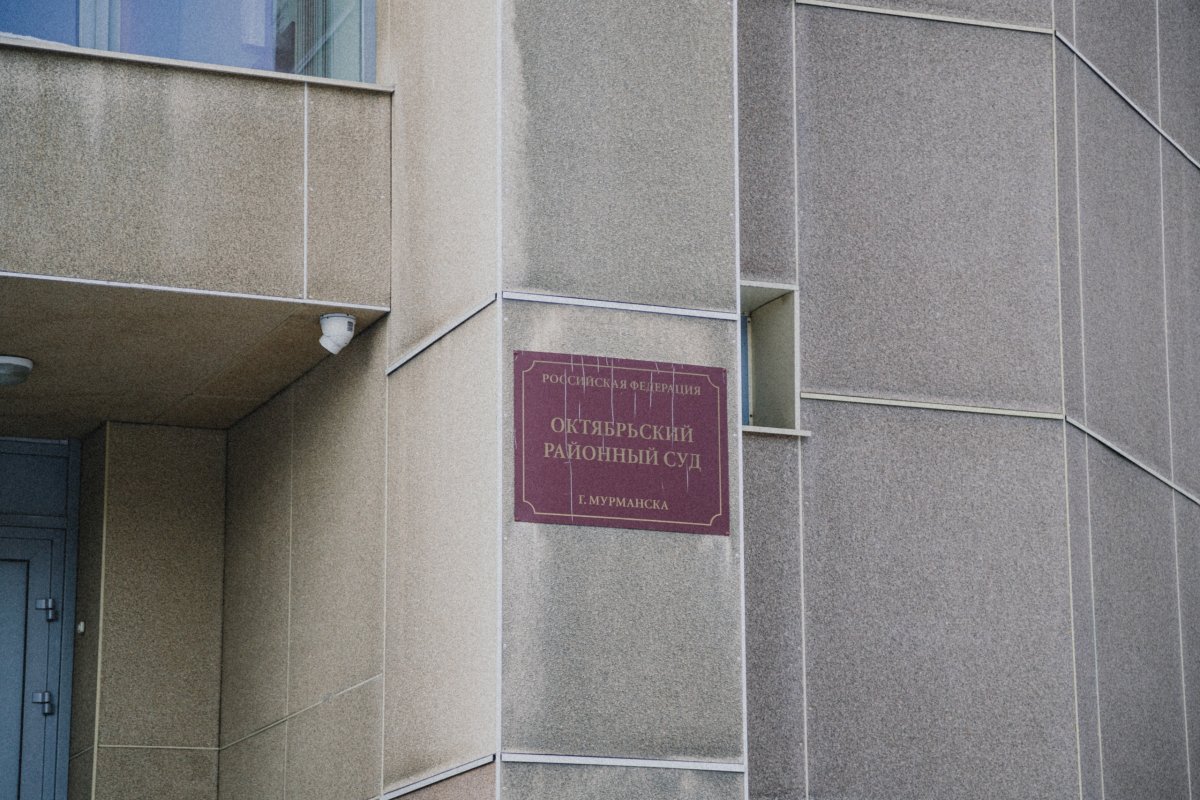 РОССИЙСКАЯ ФЕДЕРАЦИЯ
ОКТЯБРЬСКИЙ
РАЙОННЫЙ СУД
Г. МУРМАНСКА